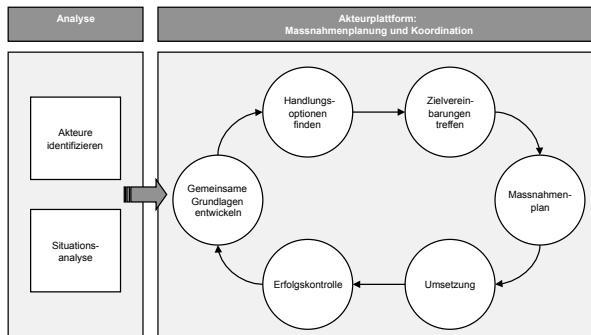 Analyse
Akteurplattform:
Massnahmenplanung und Koordination
Akteure
identifizieren
Situations-
analyse
Gemeinsame
Grundlagen
entwickeln
Handlungs-
optionen
finden
Zielverein-
barungen
treffen
Massnahmen-
plan
Umsetzung
Erfolgskontrolle